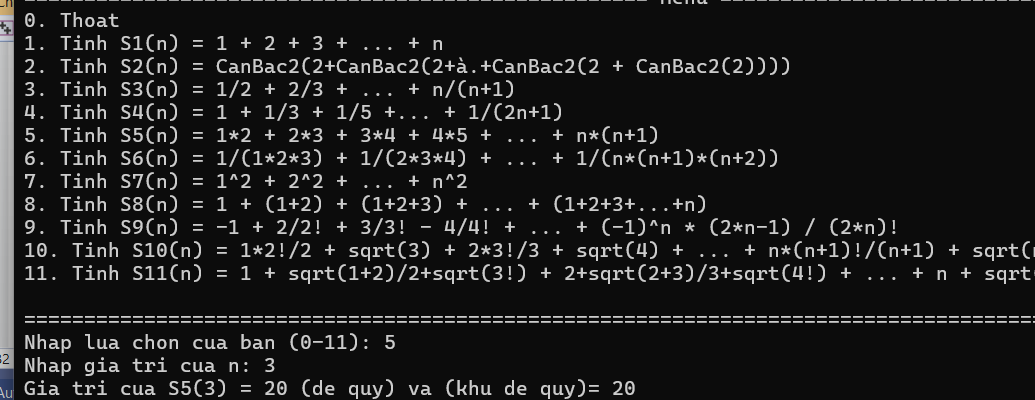 0. Thoat
1. Tinh S1(n) = 1 + 2 + 3 + ... + n
2. Tinh S2(n) = CanBac2(2+CanBac2(2+à.+CanBac2(2 + CanBac2(2))))
3. Tinh S3(n) = 1/2 + 2/3 + ... + n/(n+1)
4. Tinh S4(n) = 1 + 1/3 + 1/5 +... + 1/(2n+1)
5. Tinh S5(n) = 1*2 + 2*3 + 3*4 + 4*5 + ... + n*(n+1)
6. Tinh S6(n) = 1/(1*2*3) + 1/(2*3*4) + ... + 1/(n*(n+1)*(n+2))
7. Tinh S7(n) = 1^2 + 2^2 + ... + n^2
8. Tinh S8(n) = 1 + (1+2) + (1+2+3) + ... + (1+2+3+...+n)
9. Tinh S9(n) = -1 + 2/2! + 3/3! - 4/4! + ... + (-1)^n * (2*n-1) / (2*n)!
10. Tinh S10(n) = 1*2!/2 + sqrt(3) + 2*3!/3 + sqrt(4) + ... + n*(n+1)!/(n+1) + sqrt(
11. Tinh S11(n) = 1 + sqrt(1+2)/2+sqrt(3!) + 2+sqrt(2+3)/3+sqrt(4!) + ... + n + sqrt
================================================================================
Nhap lua chon cua ban (0-11): 5
Nhap gia tri cua n: 3
Gia tri cua S5(3) = 20 (de quy) va (khu de quy)= 20